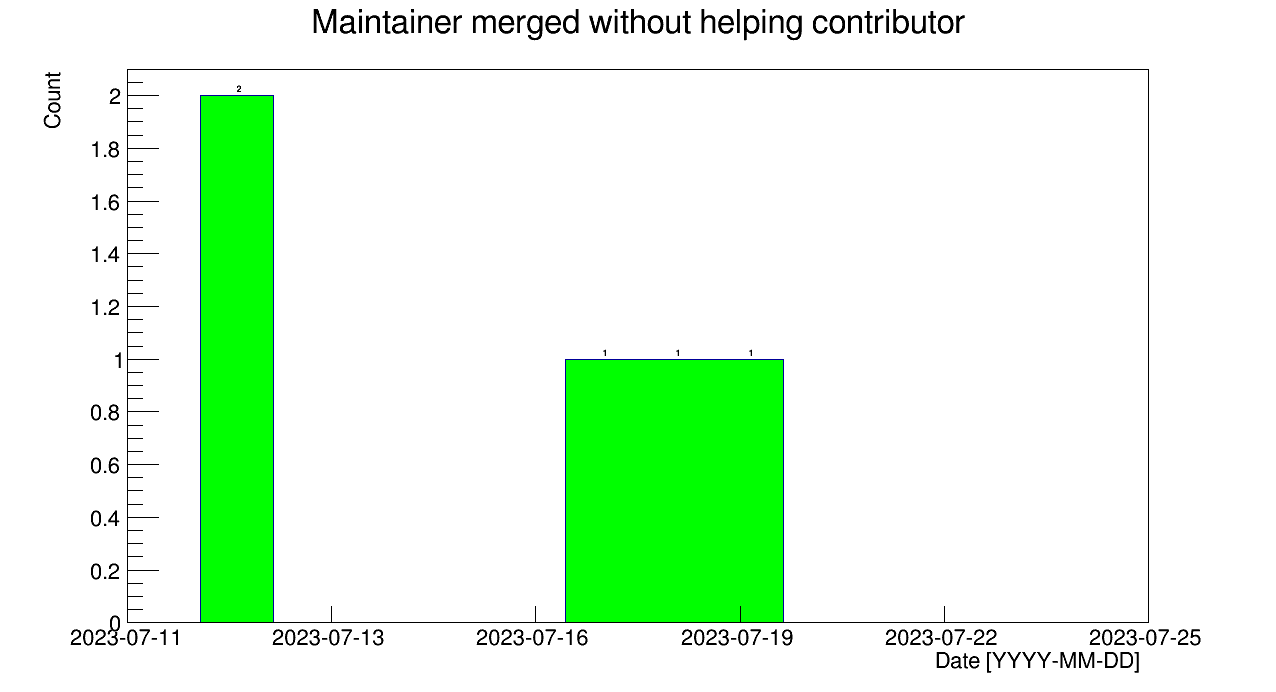 Maintainer merged without helping contributor
Count
2
1.8
1.6
1.4
1.2
1
0.8
0.6
0.4
0.2
0
2
1 1 1
2023-07-11 2023-07-13 2023-07-16 2023-07-19 2023-07-22 2023-07-25
Date [YYYY-MM-DD]